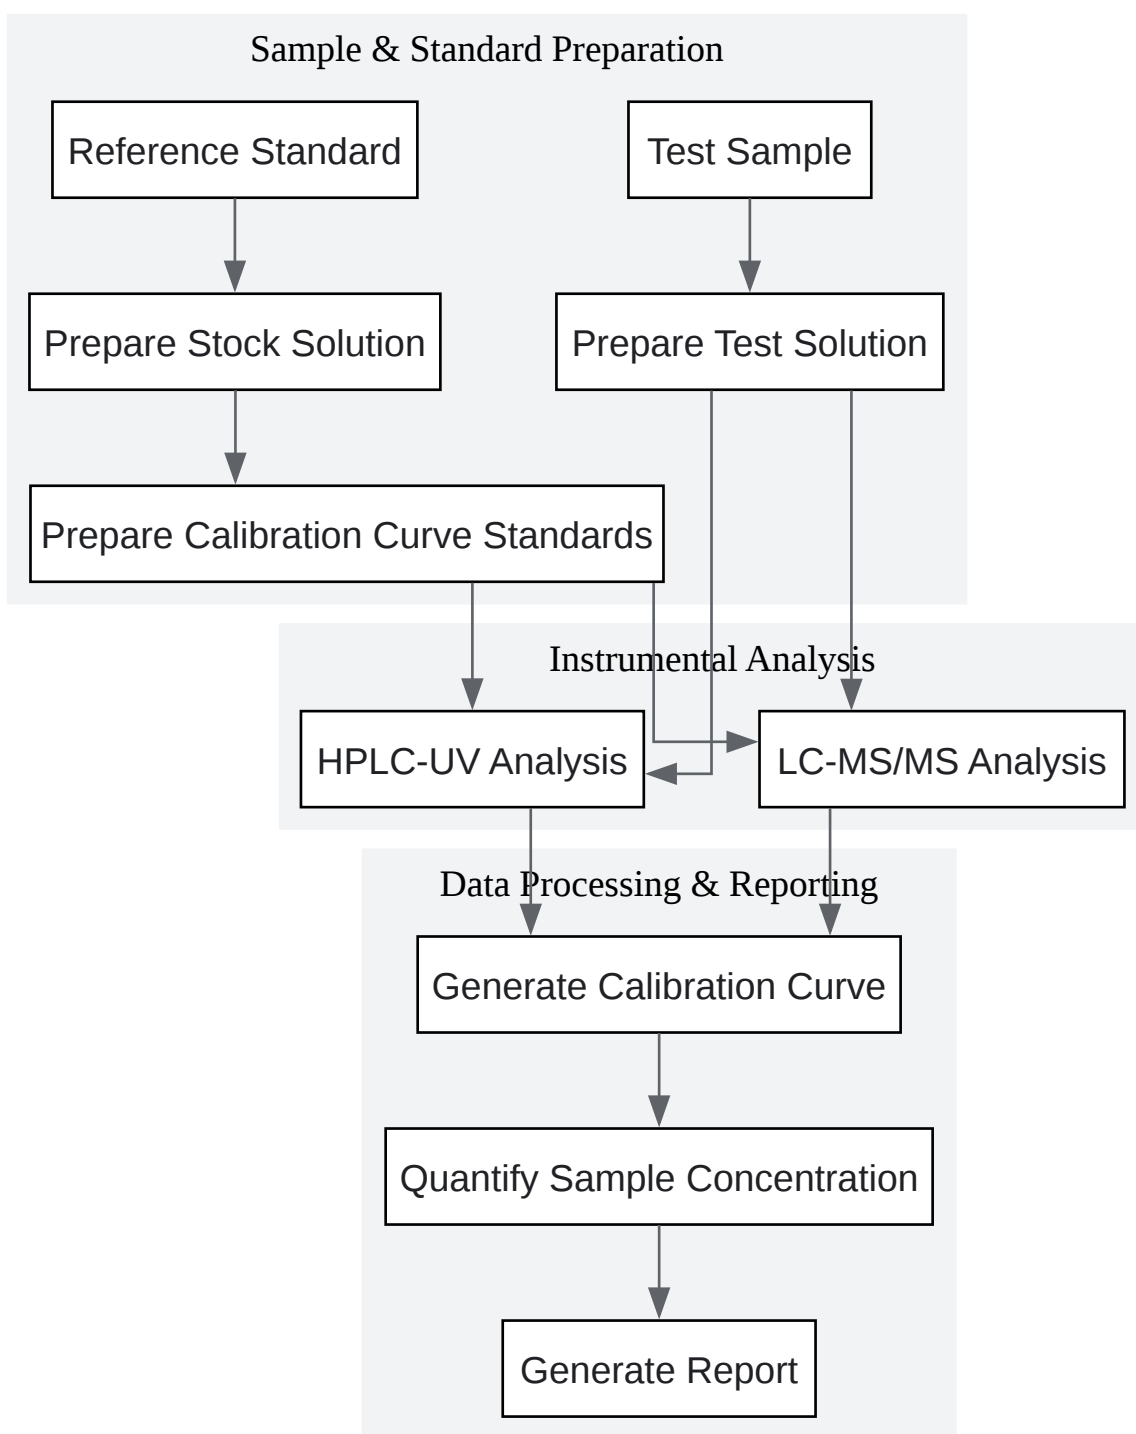 Sample & Standard Preparation
Reference Standard
Test Sample
Prepare Stock Solution
Prepare Test Solution
Prepare Calibration Curve Standards
Instrumental Analysis
HPLC-UV Analysis
LC-MS/MS Analysis
Data Processing & Reporting
Generate Calibration Curve
Quantify Sample Concentration
Generate Report